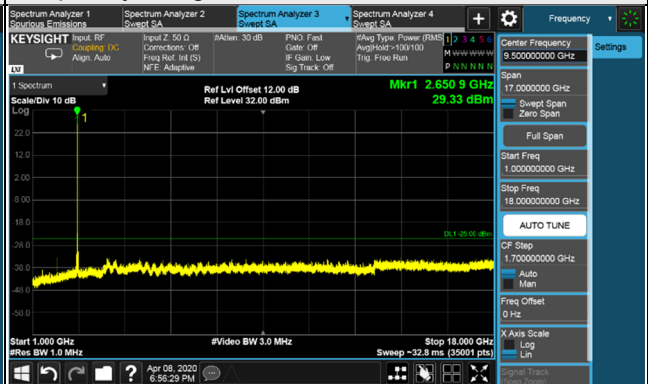 Spectrum Analyzer 1
Spurious Emissions
Spectrum Analyzer 2
Swept SA
Spectrum Analyzer 3
Swept SA
Spectrum Analyzer 4
Swept SA
+
Frequency
KEYSIGHT
Input: RF
Coupling: DC
Align: Auto
LXI
Input Z: 50 Ω
Corrections: Off
Freq Ref: Int (S)
NFE: Adaptive
#Atten: 30 dB
PNO: Fast
Gate: Off
IF Gain: Low
Sig Track: Off
#Avg Type: Power (RMS)
Avg|Hold:>100/100
Trig: Free Run
1 2 3 4 5 6
M W W W W W W
P N N N N N
Center Frequency
9.500000000 GHz
Settings
Span
17.0000000 GHz
Swept Span
Zero Span
Full Span
Start Freq
1.000000000 GHz
Stop Freq
18.000000000 GHz
AUTO TUNE
CF Step
1.700000000 GHz
Auto
Man
Freq Offset
0 Hz
X Axis Scale
Log
Lin
Signal Track
(Span Zoom)
1 Spectrum
Scale/Div 10 dB
Log
Ref Lvl Offset 12.00 dB
Ref Level 32.00 dBm
Mkr1 2.650 9 GHz
29.33 dBm
1
22.0
12.0
2.00
-8.00
-18.0
-28.0
-38.0
-48.0
-58.0
DL1 -25.00 dBm
Start 1.000 GHz
#Res BW 1.0 MHz
#Video BW 3.0 MHz
Stop 18.000 GHz
Sweep ~32.8 ms (35001 pts)
?
Apr 08, 2020
6:56:29 PM